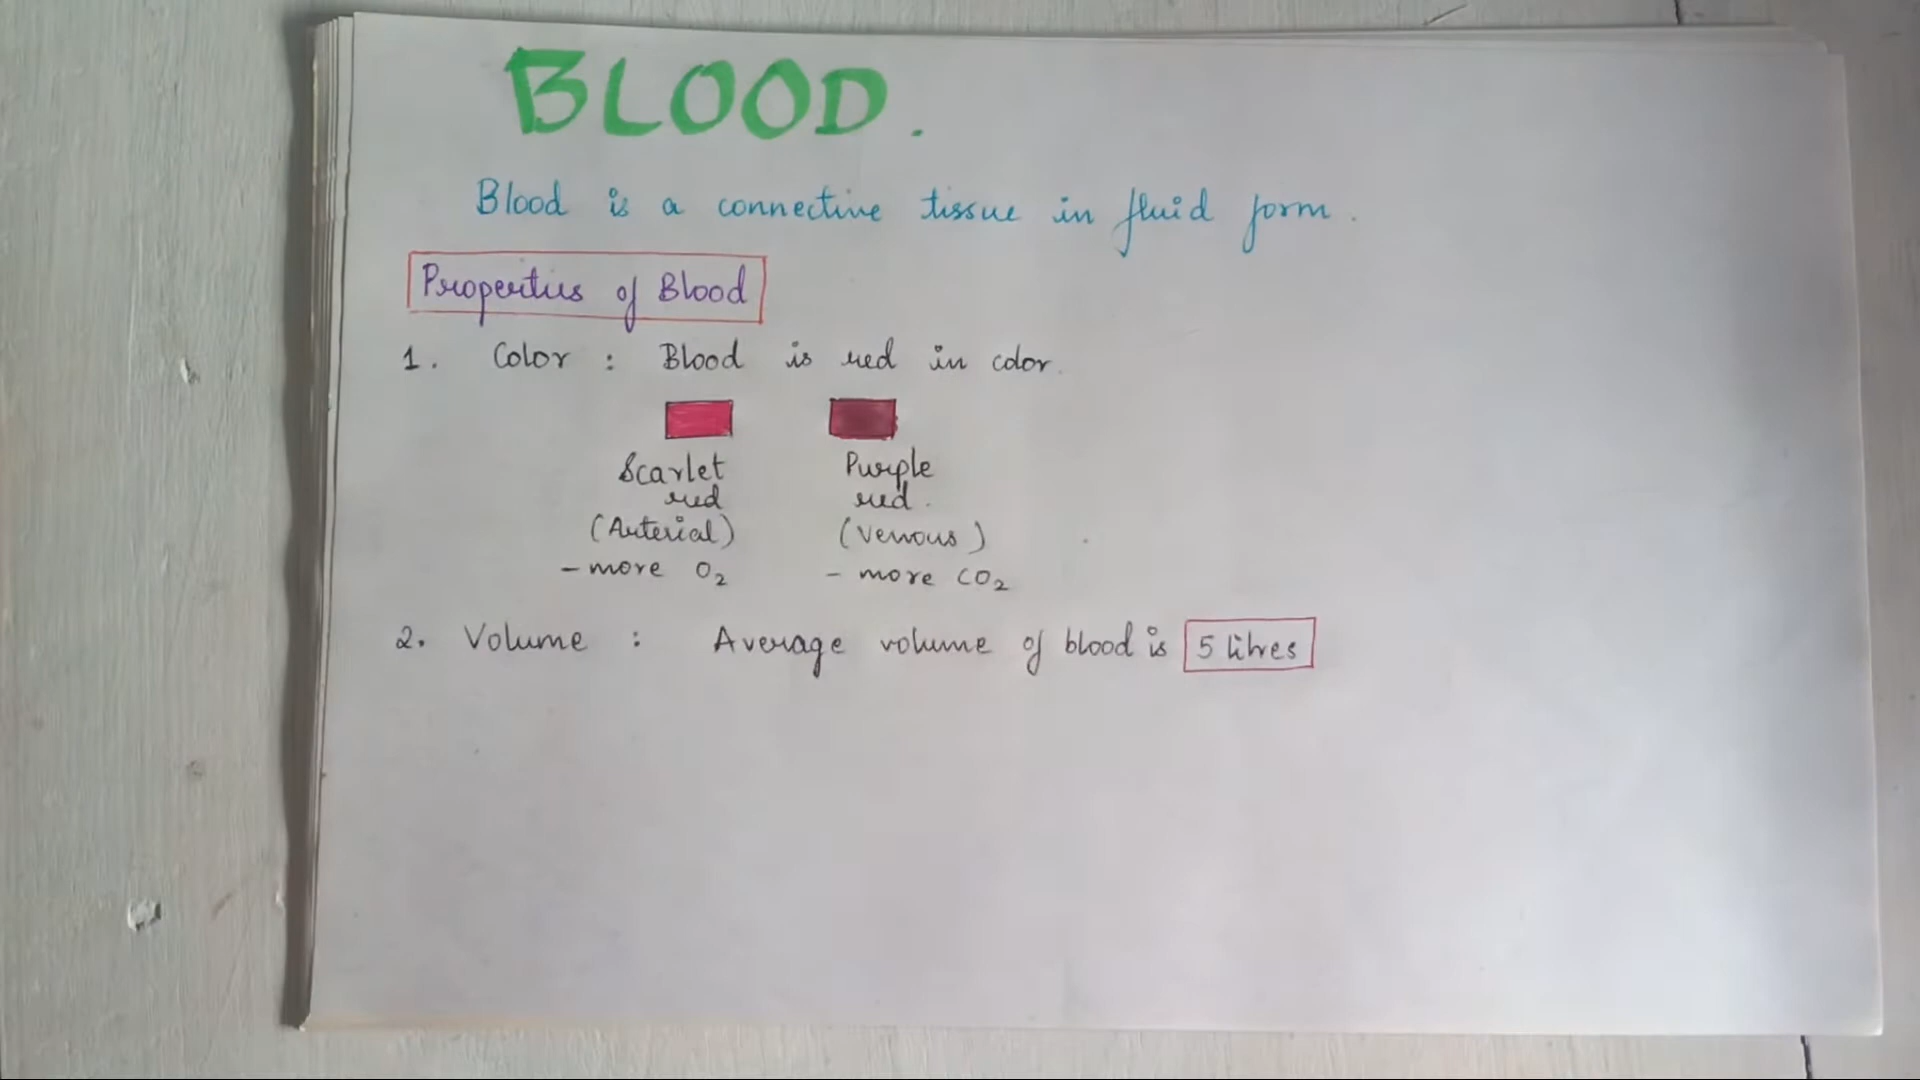 BLOOD.
Blood is a connective tissue in fluid form.
Properties of Blood
1. Color : Blood is red in color.
Scarlet red (Arterial) - more O₂
Purple red. (Venous) - more CO₂
2. Volume : Average volume of blood is 5 litres